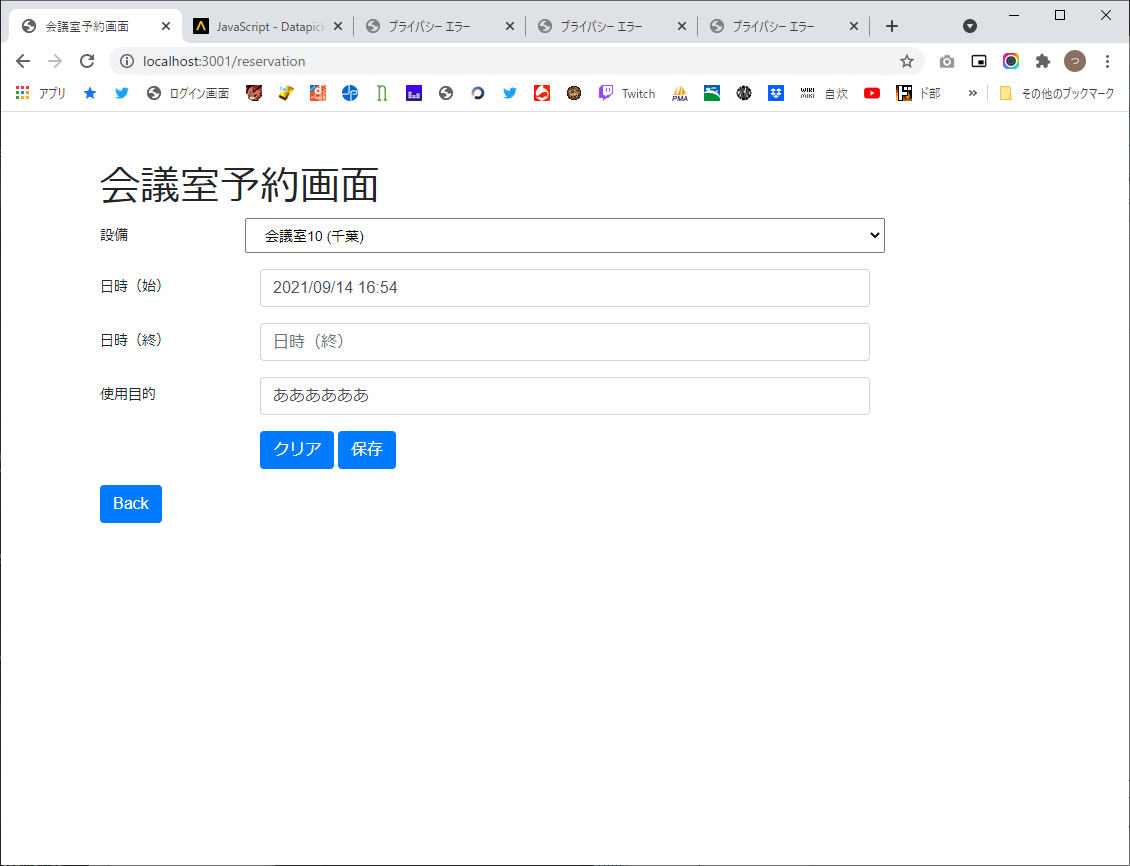 会議室予約画面
JavaScript - Datapick
プライバシー エラー
プライバシー エラー
プライバシー エラー
localhost:3001/reservation
つ
アプリ
ログイン画面
Twitch
PMA
WIKI WIKI
自炊
ド部
その他のブックマーク
会議室予約画面
設備
会議室10 (千葉)
日時（始）
2021/09/14 16:54
日時（終）
日時（終）
使用目的
ああああああ
クリア
保存
Back